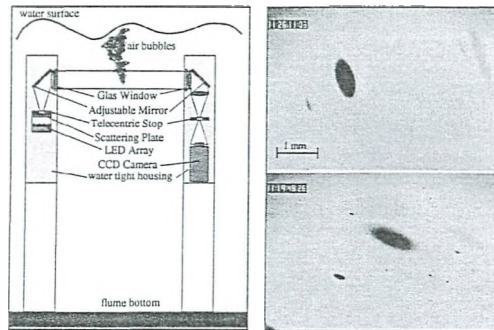 water surface
air bubbles
Glas Window
Adjustable Mirror
Telecentric Stop
Scattering Plate
LED Array
CCD Camera
water tight housing
flume bottom
1 mm